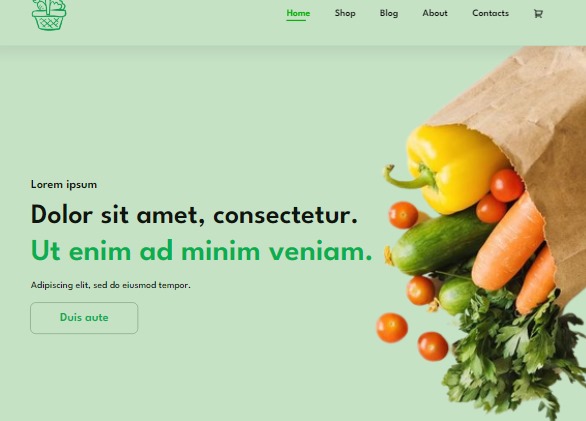 Home Shop Blog About Contacts
Lorem ipsum
Dolor sit amet, consectetur.
Ut enim ad minim veniam.
Adipiscing elit, sed do eiusmod tempor.
Duis aute